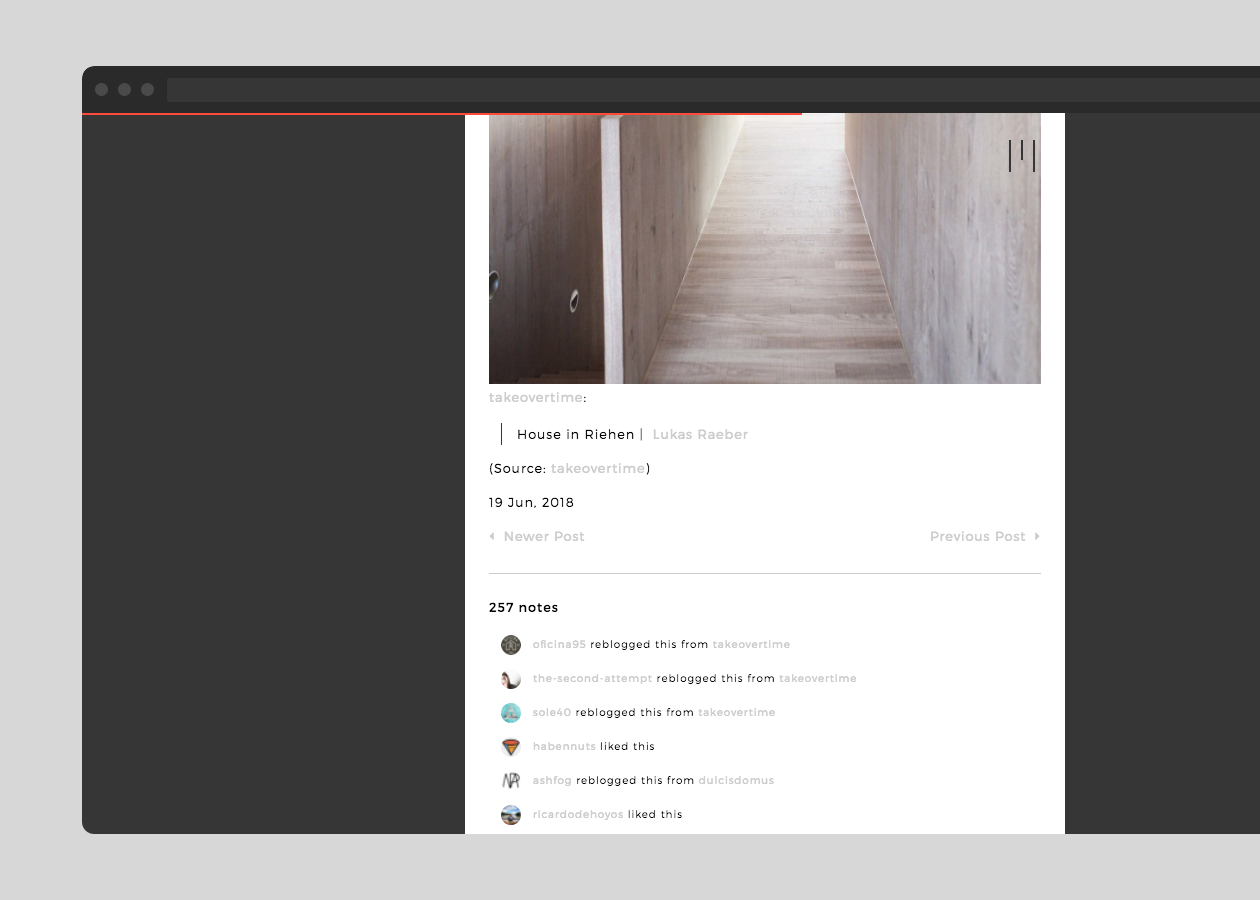 takeovertime:
House in Riehen | Lukas Raeber
(Source: takeovertime)
19 Jun, 2018
Newer Post
Previous Post
257 notes
oficina95 reblogged this from takeovertime
the-second-attempt reblogged this from takeovertime
sole40 reblogged this from takeovertime
habennuts liked this
ashfog reblogged this from dulcisdomus
ricardodehoyos liked this